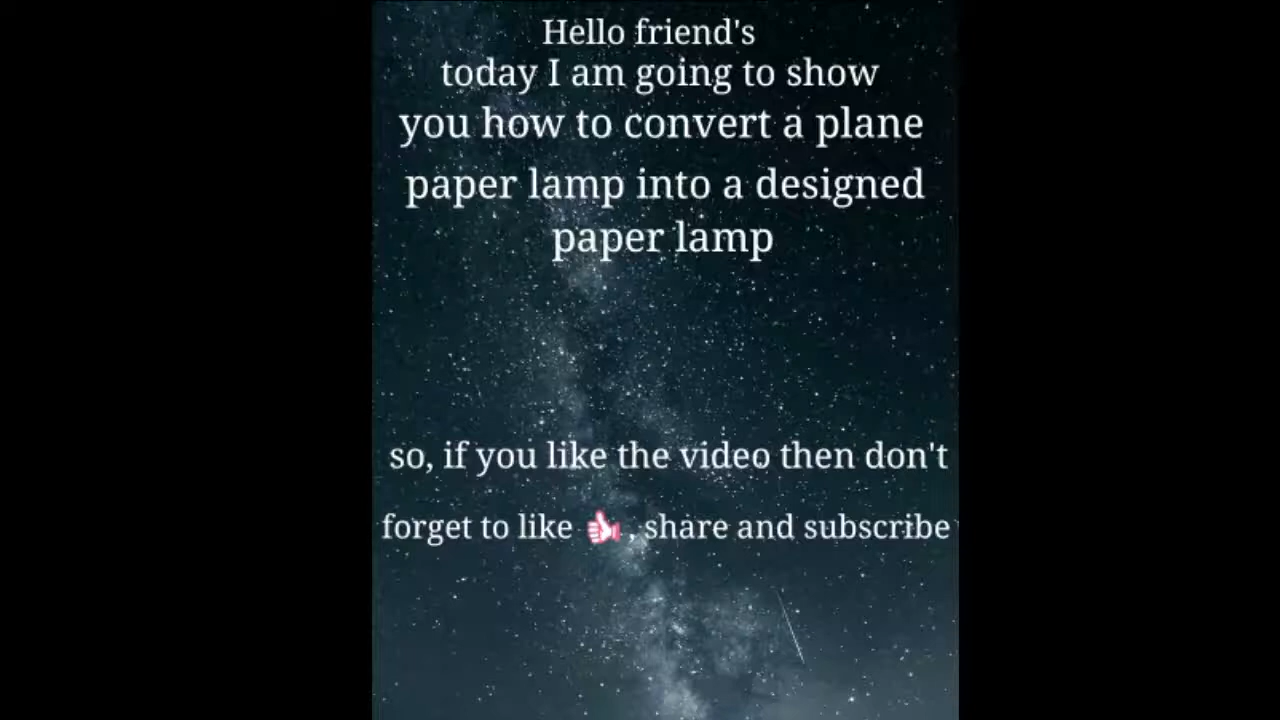 Hello friend's
today I am going to show
you how to convert a plane
paper lamp into a designed
paper lamp
so, if you like the video then don't
forget to like 👍, share and subscribe